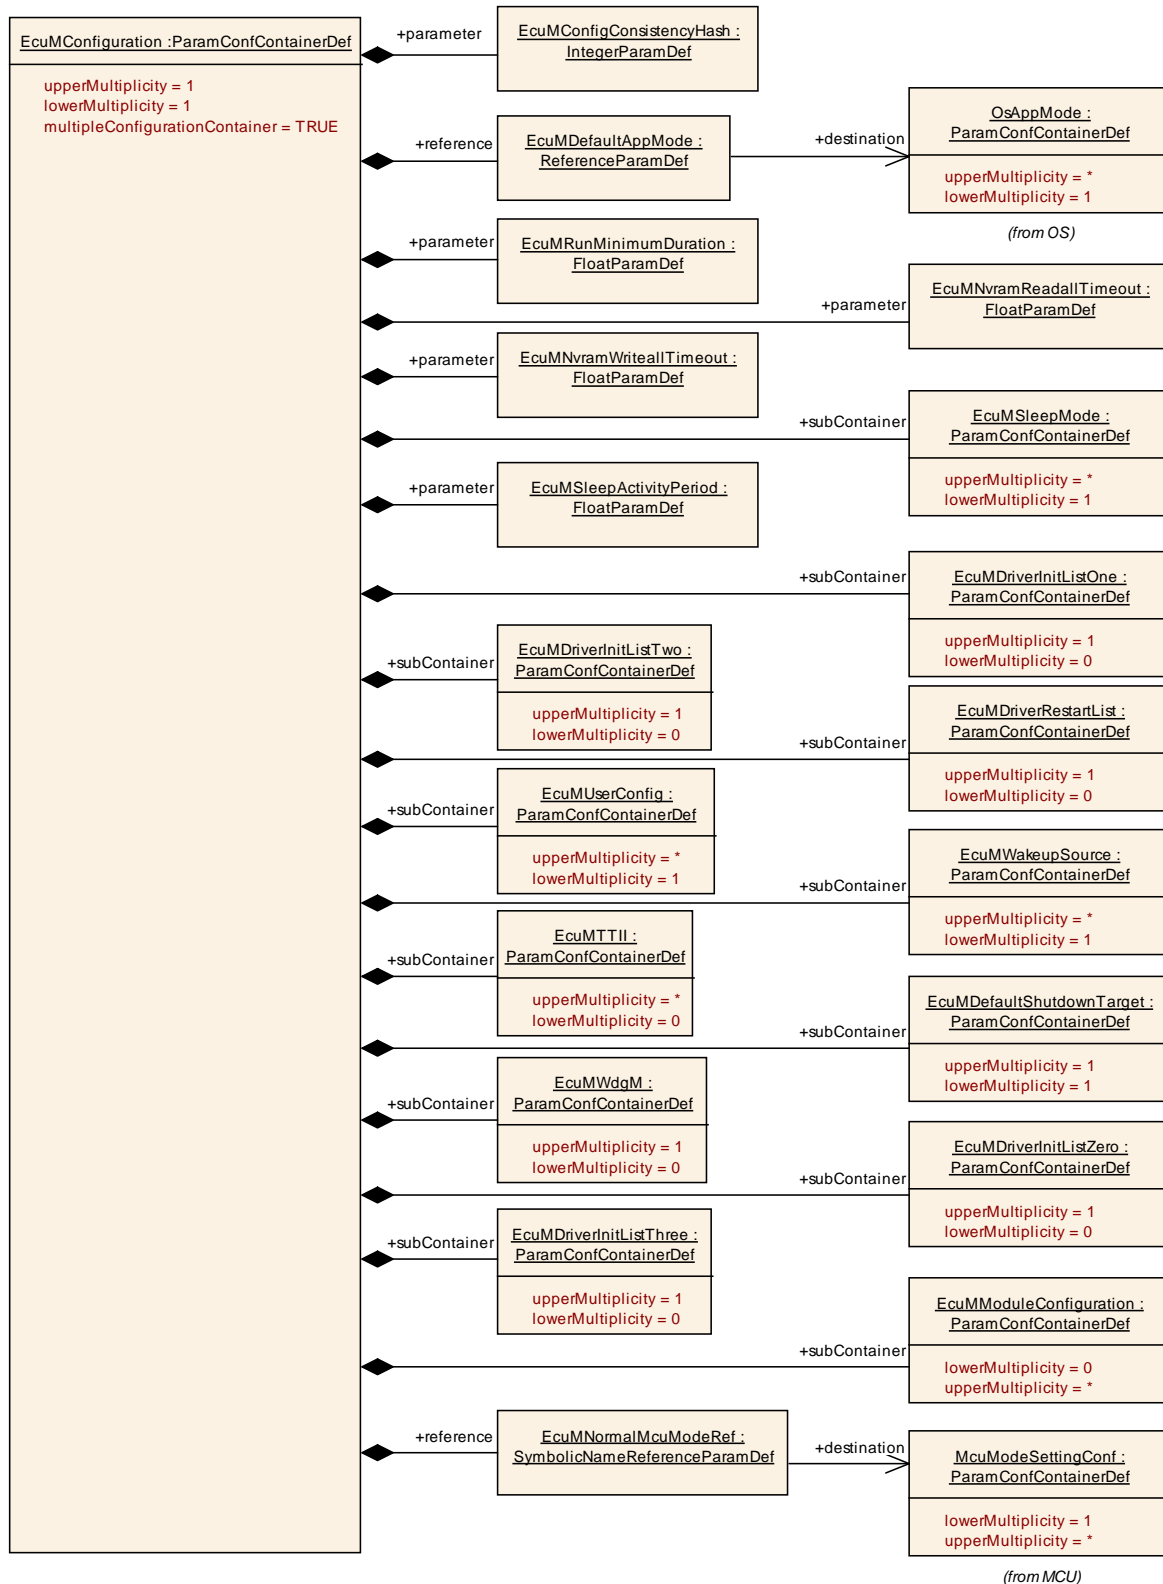 EcuMConfiguration :ParamConfContainerDef
upperMultiplicity = 1
lowerMultiplicity = 1
multipleConfigurationContainer = TRUE
+parameter
EcuMConfigConsistencyHash :
IntegerParamDef
+reference
EcuMDefaultAppMode :
ReferenceParamDef
+destination
OsAppMode :
ParamConfContainerDef
upperMultiplicity = *
lowerMultiplicity = 1
(from OS)
+parameter
EcuMRunMinimumDuration :
FloatParamDef
+parameter
EcuMNvramReadallTimeout :
FloatParamDef
+parameter
EcuMNvramWriteallTimeout :
FloatParamDef
+subContainer
EcuMSleepMode :
ParamConfContainerDef
upperMultiplicity = *
lowerMultiplicity = 1
+parameter
EcuMSleepActivityPeriod :
FloatParamDef
+subContainer
EcuMDriverInitListOne :
ParamConfContainerDef
upperMultiplicity = 1
lowerMultiplicity = 0
+subContainer
EcuMDriverInitListTwo :
ParamConfContainerDef
upperMultiplicity = 1
lowerMultiplicity = 0
+subContainer
EcuMDriverRestartList :
ParamConfContainerDef
upperMultiplicity = 1
lowerMultiplicity = 0
+subContainer
EcuMUserConfig :
ParamConfContainerDef
upperMultiplicity = *
lowerMultiplicity = 1
+subContainer
EcuMWakeupSource :
ParamConfContainerDef
upperMultiplicity = *
lowerMultiplicity = 1
+subContainer
EcuMTTII :
ParamConfContainerDef
upperMultiplicity = *
lowerMultiplicity = 0
+subContainer
EcuMDefaultShutdownTarget :
ParamConfContainerDef
upperMultiplicity = 1
lowerMultiplicity = 1
+subContainer
EcuMWdgM :
ParamConfContainerDef
upperMultiplicity = 1
lowerMultiplicity = 0
+subContainer
EcuMDriverInitListZero :
ParamConfContainerDef
upperMultiplicity = 1
lowerMultiplicity = 0
+subContainer
EcuMDriverInitListThree :
ParamConfContainerDef
upperMultiplicity = 1
lowerMultiplicity = 0
+subContainer
EcuMModuleConfiguration :
ParamConfContainerDef
lowerMultiplicity = 0
upperMultiplicity = *
+reference
EcuMNormalMcuModeRef :
SymbolicNameReferenceParamDef
+destination
McuModeSettingConf :
ParamConfContainerDef
lowerMultiplicity = 1
upperMultiplicity = *
(from MCU)